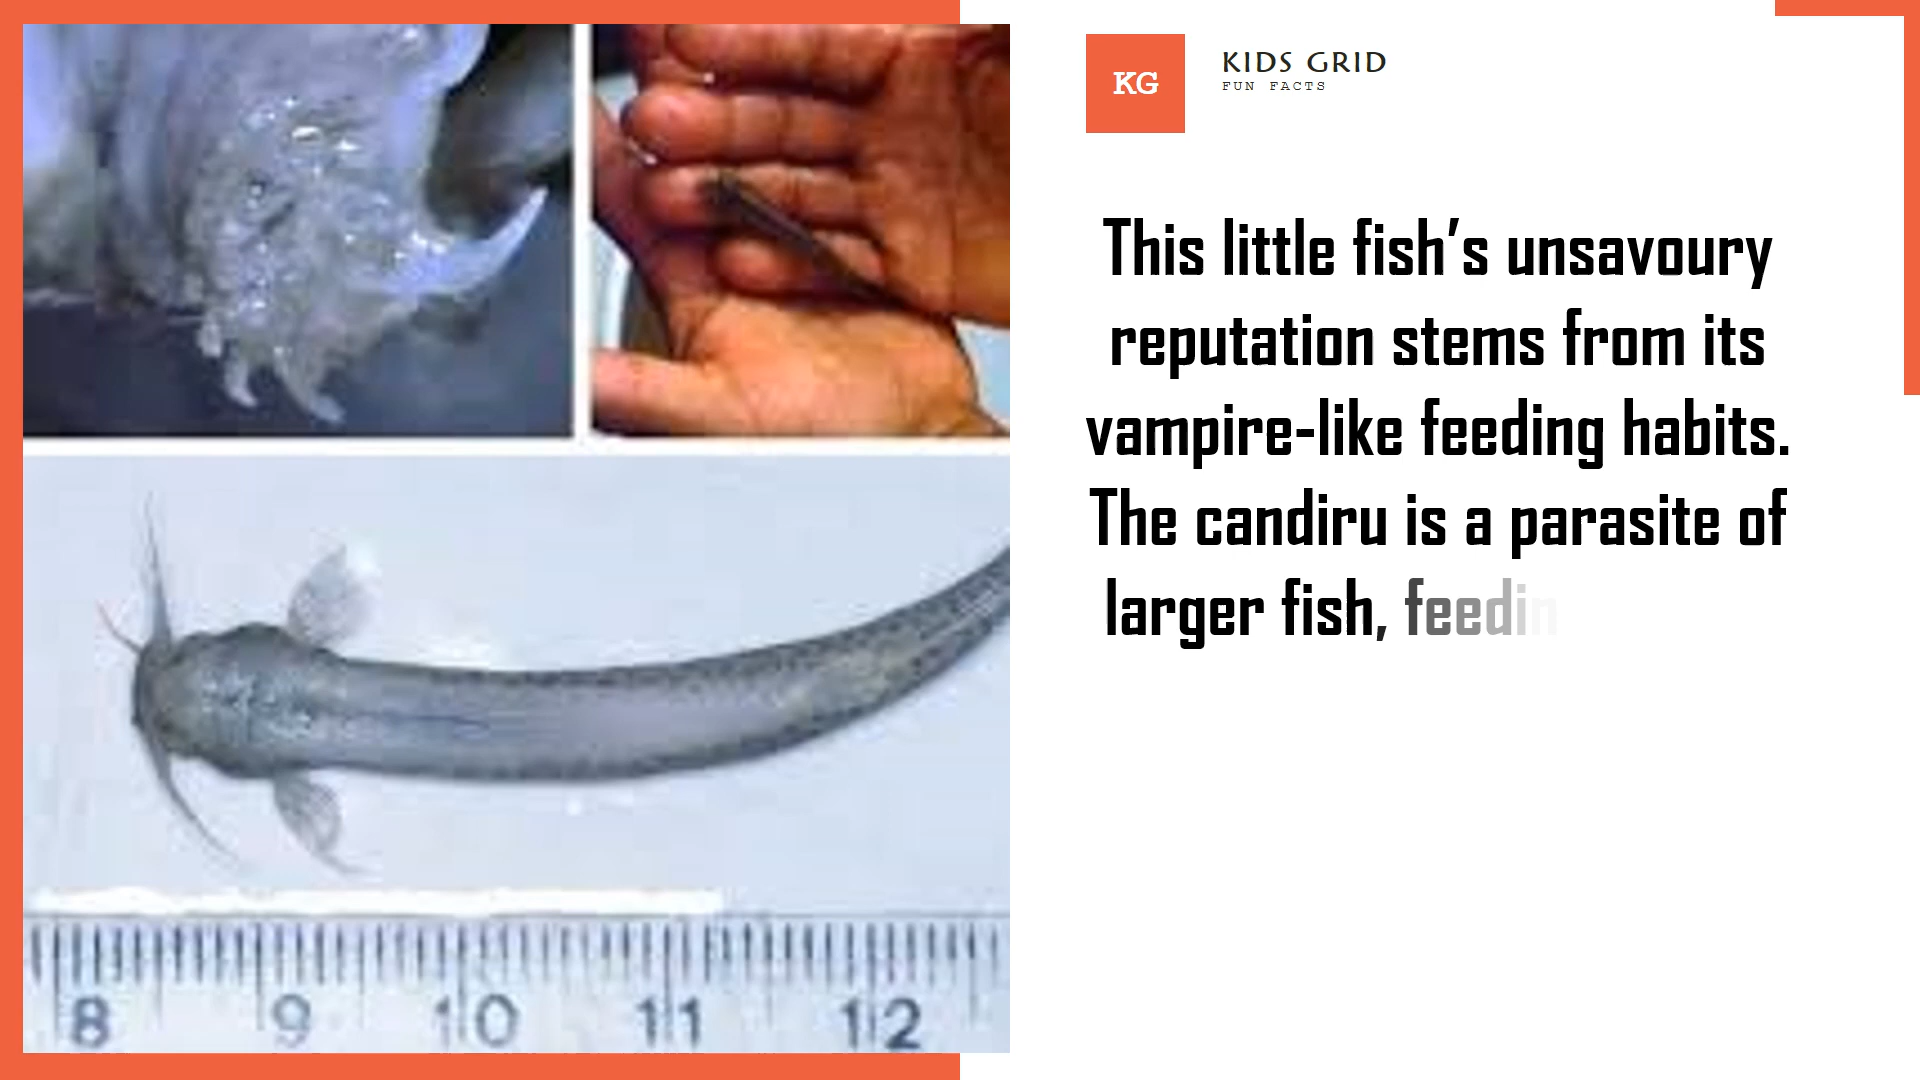 KG
KIDS GRID
FUN FACTS
This little fish's unsavoury
reputation stems from its
vampire-like feeding habits.
The candiru is a parasite of
larger fish, feedin
8 9 10 11 12